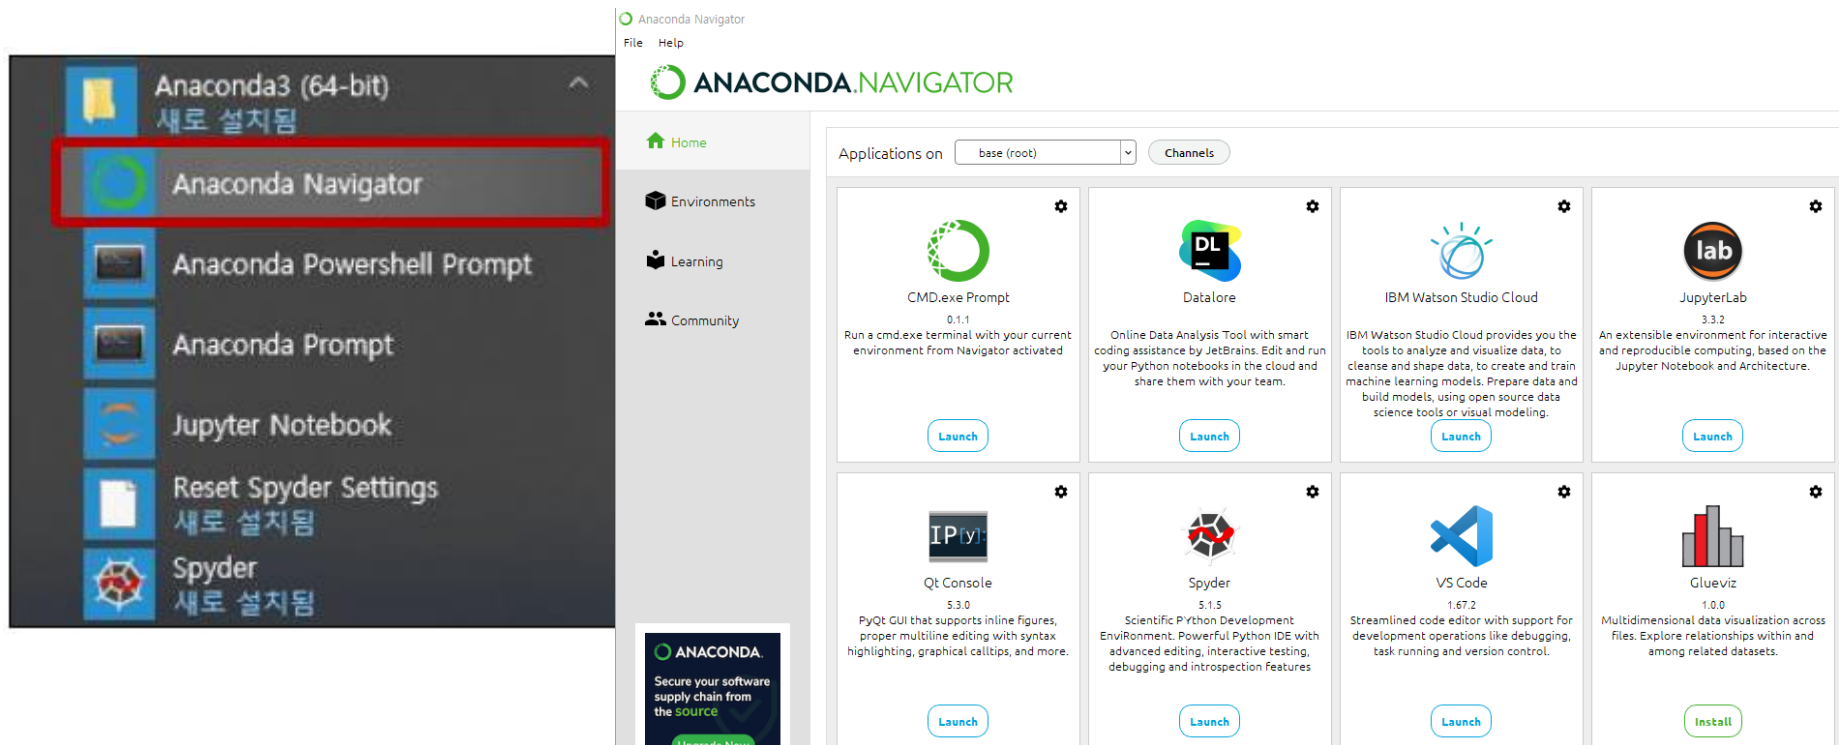 Anaconda3 (64-bit)
새로 설치됨
Anaconda Navigator
Anaconda Powershell Prompt
Anaconda Prompt
Jupyter Notebook
Reset Spyder Settings
새로 설치됨
Spyder
새로 설치됨
Anaconda Navigator
File Help
ANACONDA.NAVIGATOR
Home
Environments
Learning
Community
ANACONDA.
Secure your software
supply chain from
the source
Upgrade Now
Applications on base (root) Channels
CMD.exe Prompt
0.1.1
Run a cmd.exe terminal with your current
environment from Navigator activated
Launch
DL
Datalore
Online Data Analysis Tool with smart
coding assistance by JetBrains. Edit and run
your Python notebooks in the cloud and
share them with your team.
Launch
IBM Watson Studio Cloud
IBM Watson Studio Cloud provides you the
tools to analyze and visualize data, to
cleanse and shape data, to create and train
machine learning models. Prepare data and
build models, using open source data
science tools or visual modeling.
Launch
lab
JupyterLab
3.3.2
An extensible environment for interactive
and reproducible computing, based on the
Jupyter Notebook and Architecture.
Launch
IP[y]:
Qt Console
5.3.0
PyQt GUI that supports inline figures,
proper multiline editing with syntax
highlighting, graphical calltips, and more.
Launch
Spyder
5.1.5
Scientific PYthon Development
EnviRonment. Powerful Python IDE with
advanced editing, interactive testing,
debugging and introspection features
Launch
VS Code
1.67.2
Streamlined code editor with support for
development operations like debugging,
task running and version control.
Launch
Glueviz
1.0.0
Multidimensional data visualization across
files. Explore relationships within and
among related datasets.
Install